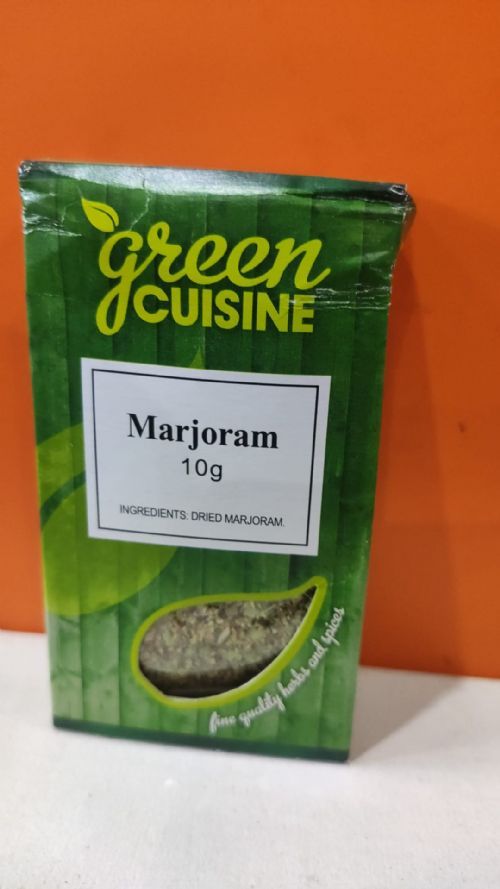 green
CUISINE
Marjoram
10g
INGREDIENTS: DRIED MARJORAM.
fine quality herbs and spices